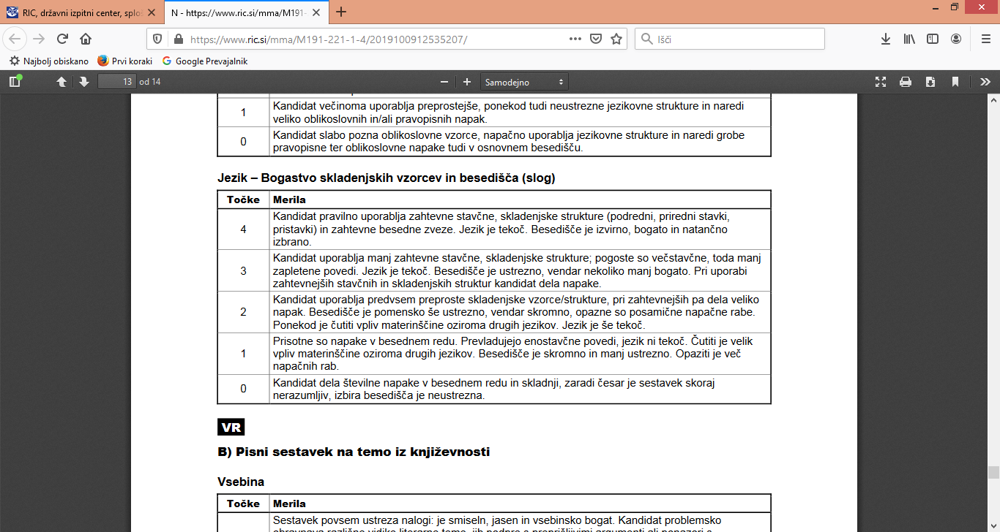 RIC, državni izpitni center, sploš
N - https://www.ric.si/mma/M191-
https://www.ric.si/mma/M191-221-1-4/2019100912535207/
Išči
Najbolj obiskano Prvi koraki Google Prevajalnik
13 od 14
Samodejno
1
Kandidat večinoma uporablja preprostejše, ponekod tudi neustrezne jezikovne strukture in naredi
veliko oblikoslovnih in/ali pravopisnih napak.
0
Kandidat slabo pozna oblikoslovne vzorce, napačno uporablja jezikovne strukture in naredi grobe
pravopisne ter oblikoslovne napake tudi v osnovnem besedišču.
Jezik – Bogastvo skladenjskih vzorcev in besedišča (slog)
Točke Merila
4
Kandidat pravilno uporablja zahtevne stavčne, skladenjske strukture (podredni, priredni stavki,
pristavki) in zahtevne besedne zveze. Jezik je tekoč. Besedišče je izvirno, bogato in natančno
izbrano.
3
Kandidat uporablja manj zahtevne stavčne, skladenjske strukture; pogoste so večstavčne, toda manj
zapletene povedi. Jezik je tekoč. Besedišče je ustrezno, vendar nekoliko manj bogato. Pri uporabi
zahtevnejših stavčnih in skladenjskih struktur kandidat dela napake.
2
Kandidat uporablja predvsem preproste skladenjske vzorce/strukture, pri zahtevnejših pa dela veliko
napak. Besedišče je pomensko še ustrezno, vendar skromno, opazne so posamične napačne rabe.
Ponekod je čutiti vpliv materinščine oziroma drugih jezikov. Jezik je še tekoč.
1
Prisotne so napake v besednem redu. Prevladujejo enostavčne povedi, jezik ni tekoč. Čutiti je velik
vpliv materinščine oziroma drugih jezikov. Besedišče je skromno in manj ustrezno. Opaziti je več
napačnih rab.
0
Kandidat dela številne napake v besednem redu in skladnji, zaradi česar je sestavek skoraj
nerazumljiv, izbira besedišča je neustrezna.
VR
B) Pisni sestavek na temo iz književnosti
Vsebina
Točke Merila
Sestavek povsem ustreza nalogi: je smiseln, jasen in vsebinsko bogat. Kandidat problemsko